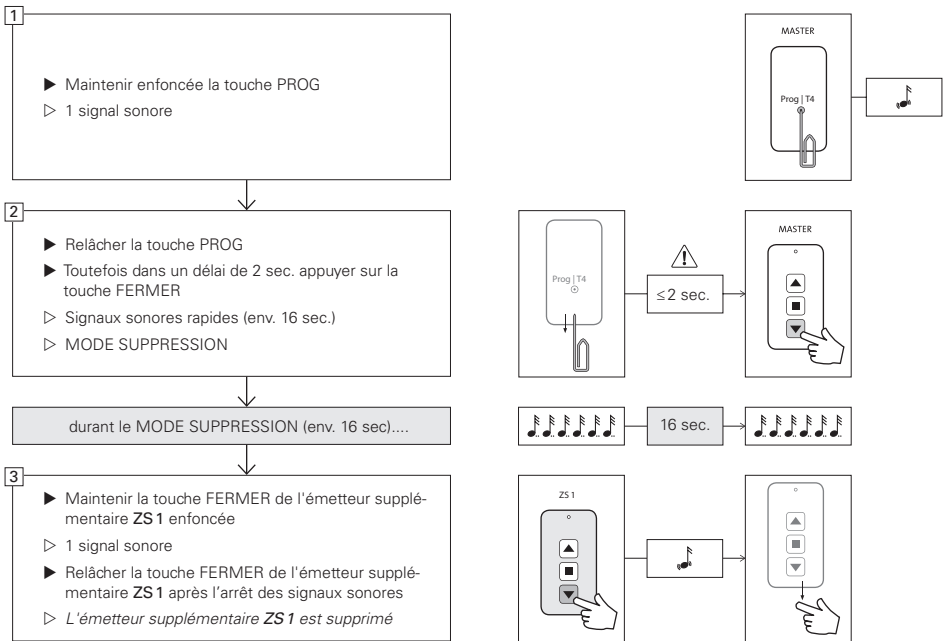 1
▶ Maintenir enfoncée la touche PROG
▷ 1 signal sonore
MASTER
Prog | T4
2
▶ Relâcher la touche PROG
▶ Toutefois dans un délai de 2 sec. appuyer sur la
touche FERMER
▷ Signaux sonores rapides (env. 16 sec.)
▷ MODE SUPPRESSION
Prog | T4
≤2 sec.
MASTER
durant le MODE SUPPRESSION (env. 16 sec)....
16 sec.
3
▶ Maintenir la touche FERMER de l'émetteur supplé-
mentaire ZS 1 enfoncée
▷ 1 signal sonore
▶ Relâcher la touche FERMER de l'émetteur supplé-
mentaire ZS 1 après l'arrêt des signaux sonores
▷ L'émetteur supplémentaire ZS 1 est supprimé
ZS 1